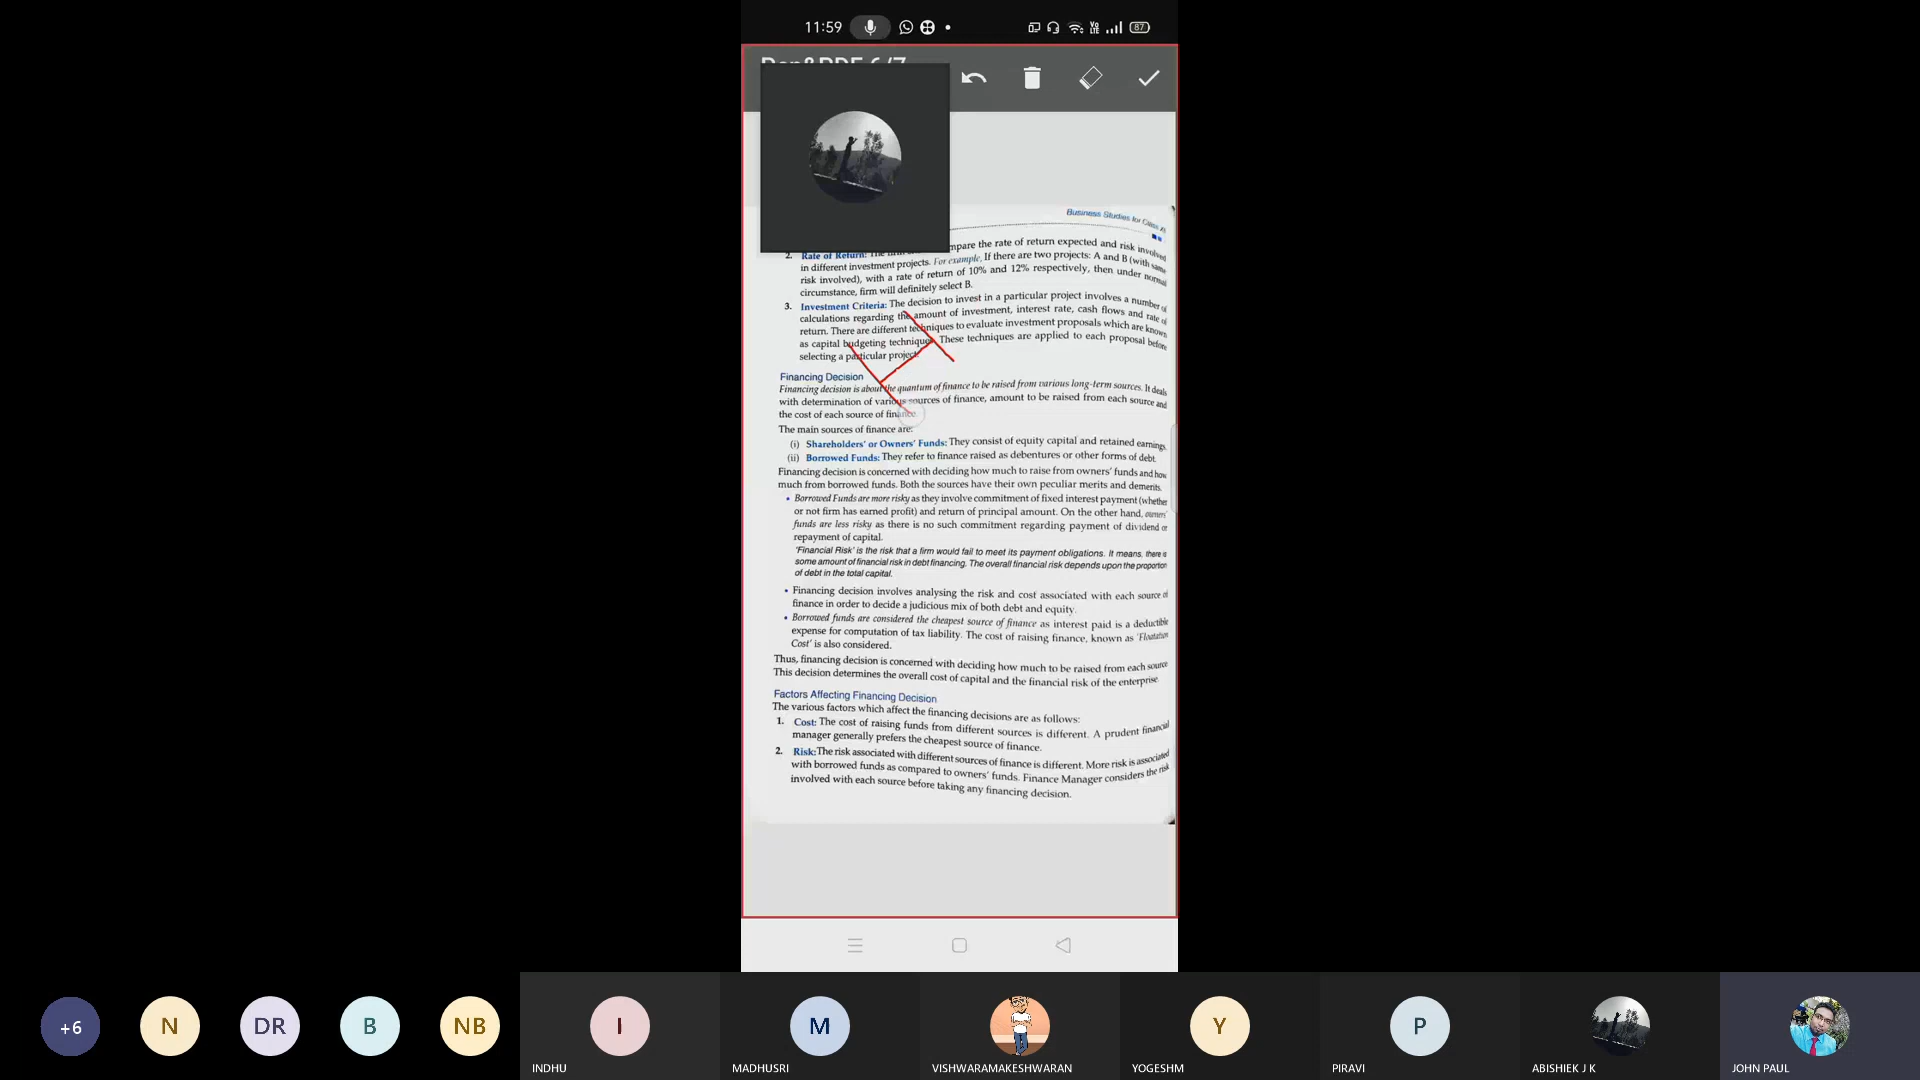 11:59
VO LTE
87
Pen&PDF 6/7
Business Studies for Class XI
2. Rate of Return: The firm mpare the rate of return expected and risk involved
in different investment projects. For example, If there are two projects: A and B (with same
risk involved), with a rate of return of 10% and 12% respectively, then under normal
circumstance, firm will definitely select B.
3. Investment Criteria: The decision to invest in a particular project involves a number of
calculations regarding the amount of investment, interest rate, cash flows and rate of
return. There are different techniques to evaluate investment proposals which are known
as capital budgeting techniques. These techniques are applied to each proposal before
selecting a particular project.
Financing Decision
Financing decision is about the quantum of finance to be raised from various long-term sources. It deals
with determination of various sources of finance, amount to be raised from each source and
the cost of each source of finance.
The main sources of finance are:
(i) Shareholders' or Owners' Funds: They consist of equity capital and retained earnings.
(ii) Borrowed Funds: They refer to finance raised as debentures or other forms of debt.
Financing decision is concerned with deciding how much to raise from owners' funds and how
much from borrowed funds. Both the sources have their own peculiar merits and demerits.
• Borrowed Funds are more risky as they involve commitment of fixed interest payment (whether
or not firm has earned profit) and return of principal amount. On the other hand, owners'
funds are less risky as there is no such commitment regarding payment of dividend or
repayment of capital.
'Financial Risk' is the risk that a firm would fail to meet its payment obligations. It means, there is
some amount of financial risk in debt financing. The overall financial risk depends upon the proportion
of debt in the total capital.
• Financing decision involves analysing the risk and cost associated with each source of
finance in order to decide a judicious mix of both debt and equity.
• Borrowed funds are considered the cheapest source of finance as interest paid is a deductible
expense for computation of tax liability. The cost of raising finance, known as 'Floatation
Cost' is also considered.
Thus, financing decision is concerned with deciding how much to be raised from each source
This decision determines the overall cost of capital and the financial risk of the enterprise
Factors Affecting Financing Decision
The various factors which affect the financing decisions are as follows:
1. Cost: The cost of raising funds from different sources is different. A prudent financial
manager generally prefers the cheapest source of finance.
2. Risk: The risk associated with different sources of finance is different. More risk is associated
with borrowed funds as compared to owners' funds. Finance Manager considers the risk
involved with each source before taking any financing decision.
+6 N DR B NB I M Y P
INDHU MADHUSRI VISHWARAMAKESHWARAN YOGESHM PIRAVI ABISHIEK J K JOHN PAUL